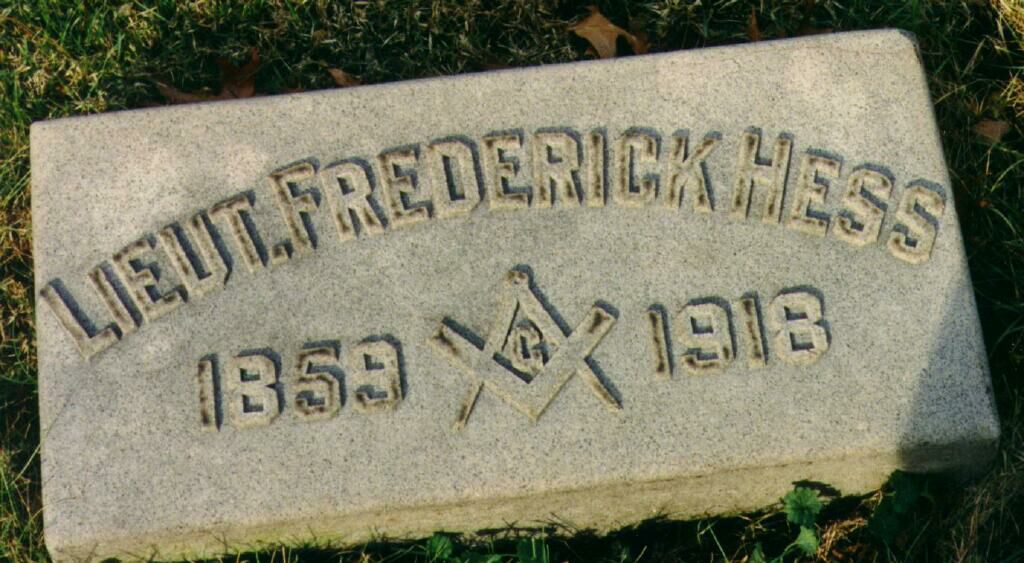 LIEUT. FREDERICK HESS
1859 G 1918